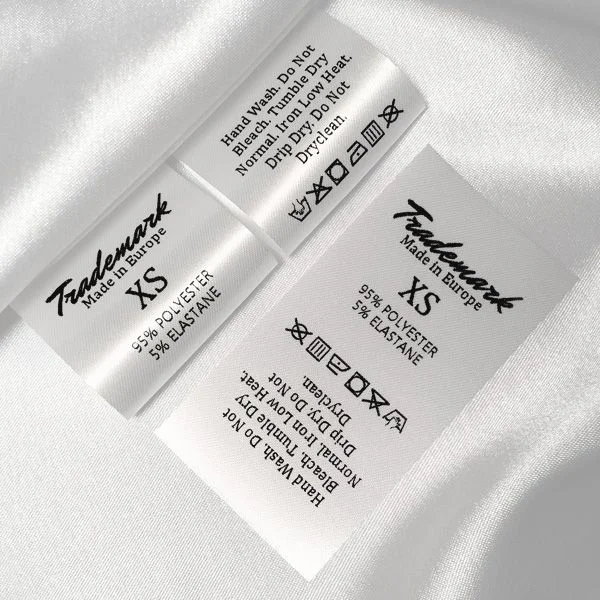 Hand Wash. Do Not
Bleach. Tumble Dry
Normal. Iron Low Heat.
Drip Dry. Do Not
Dryclean.
Trademark
Made in Europe
XS
95% POLYESTER
5% ELASTANE
Trademark
Made in Europe
XS
95% POLYESTER
5% ELASTANE
Hand Wash. Do Not
Bleach. Tumble Dry
Normal. Iron Low Heat.
Drip Dry. Do Not
Dryclean.